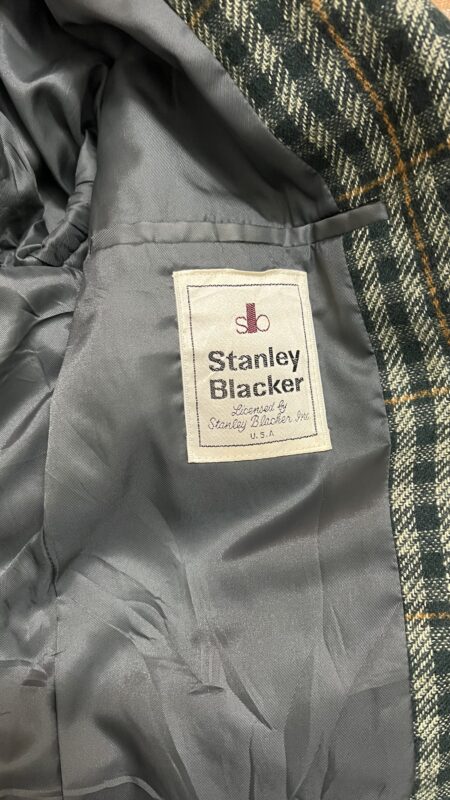 sb
Stanley
Blacker
Licensed by
Stanley Blacker Inc.
U.S.A